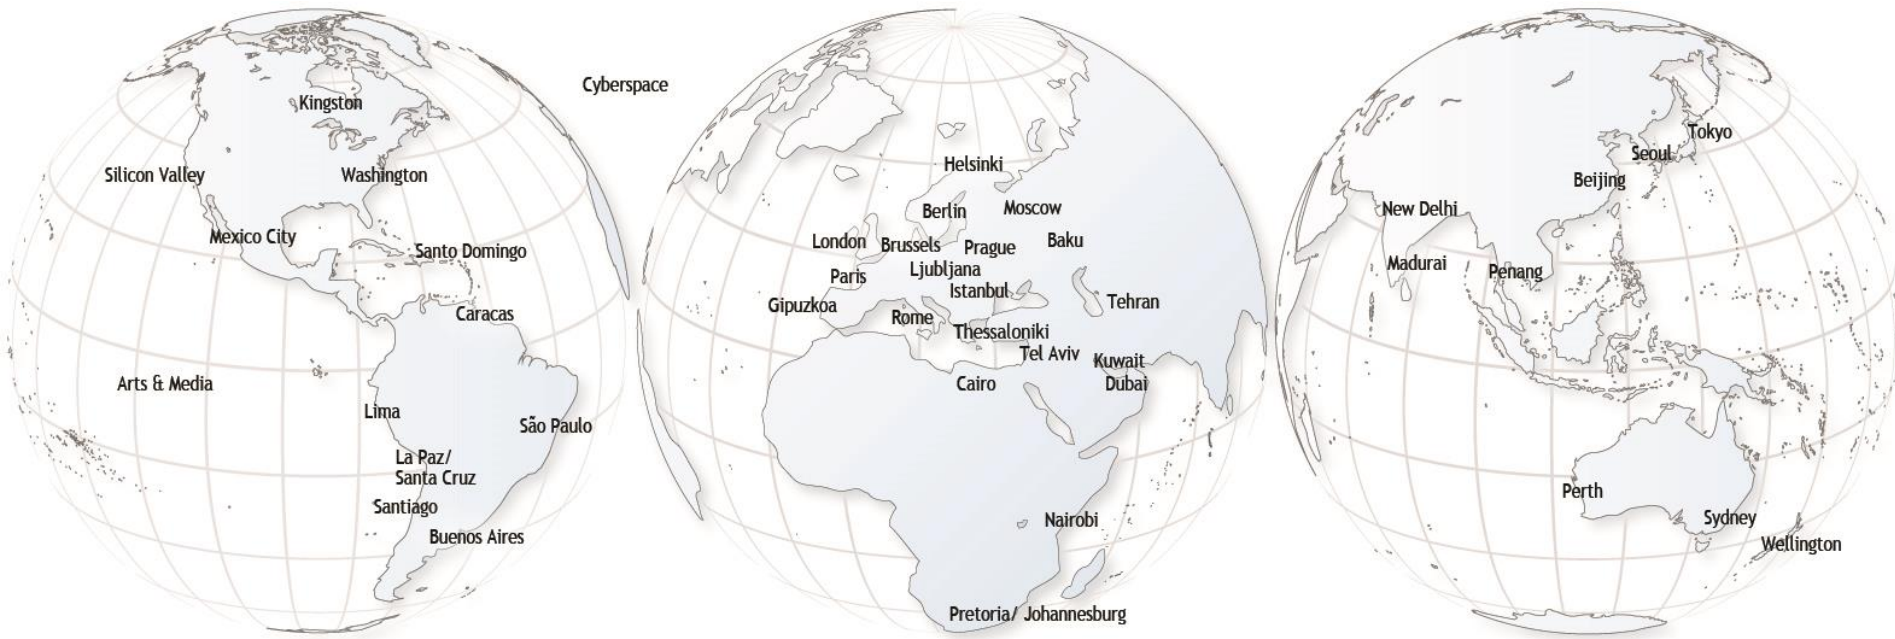 Cyberspace
Kingston
Silicon Valley
Washington
Mexico City
Santo Domingo
Caracas
Arts & Media
Lima
São Paulo
La Paz/
Santa Cruz
Santiago
Buenos Aires
Helsinki
Berlin
Moscow
London
Brussels
Prague
Baku
Ljubljana
Paris
Istanbul
Gipuzkoa
Rome
Tehran
Thessaloniki
Tel Aviv
Kuwait
Cairo
Dubai
Nairobi
Pretoria/ Johannesburg
Tokyo
Seoul
Beijing
New Delhi
Madurai
Penang
Perth
Sydney
Wellington